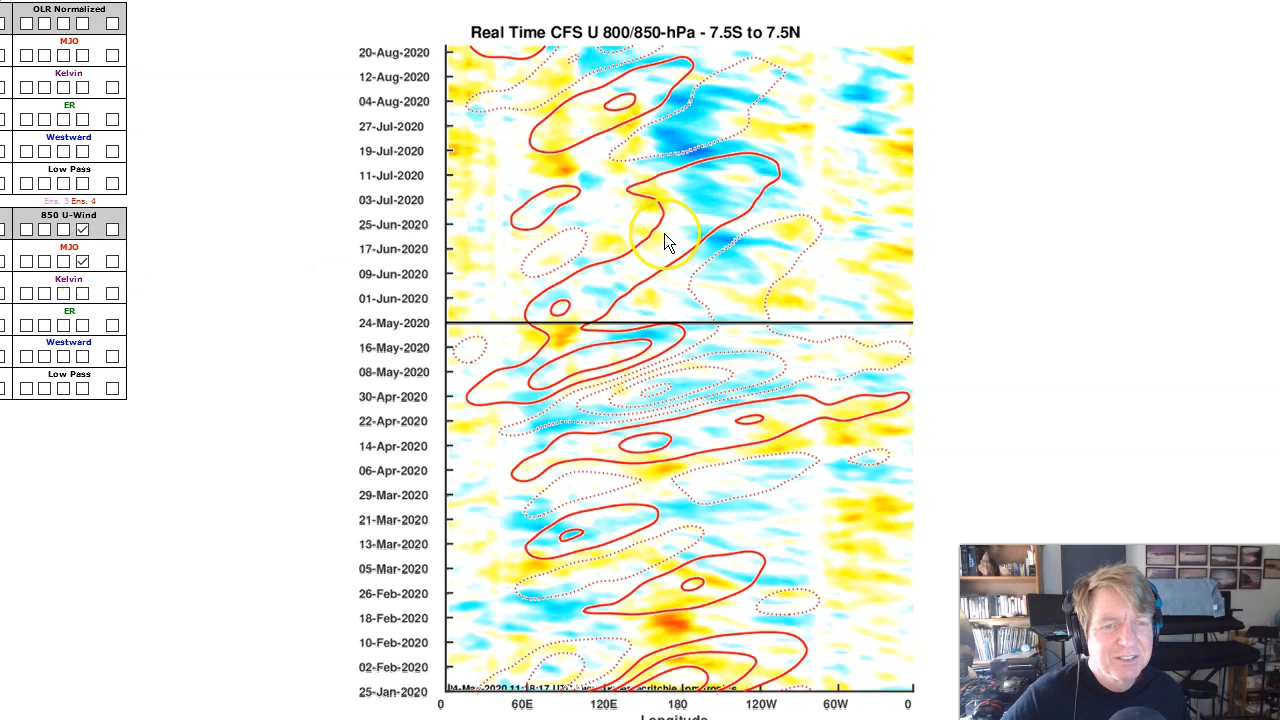 OLR Normalized
MJO
Kelvin
ER
Westward
Low Pass
Ens. 3 Ens. 4
850 U-Wind
MJO
Kelvin
ER
Westward
Low Pass
Real Time CFS U 800/850-hPa - 7.5S to 7.5N
20-Aug-2020
12-Aug-2020
04-Aug-2020
27-Jul-2020
19-Jul-2020
11-Jul-2020
03-Jul-2020
25-Jun-2020
17-Jun-2020
09-Jun-2020
01-Jun-2020
24-May-2020
16-May-2020
08-May-2020
30-Apr-2020
22-Apr-2020
14-Apr-2020
06-Apr-2020
29-Mar-2020
21-Mar-2020
13-Mar-2020
05-Mar-2020
26-Feb-2020
18-Feb-2020
10-Feb-2020
02-Feb-2020
25-Jan-2020
0 60E 120E 180 120W 60W 0
Longitude